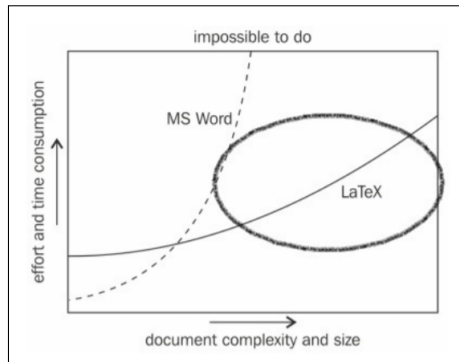 impossible to do
MS Word
LaTeX
effort and time consumption
document complexity and size